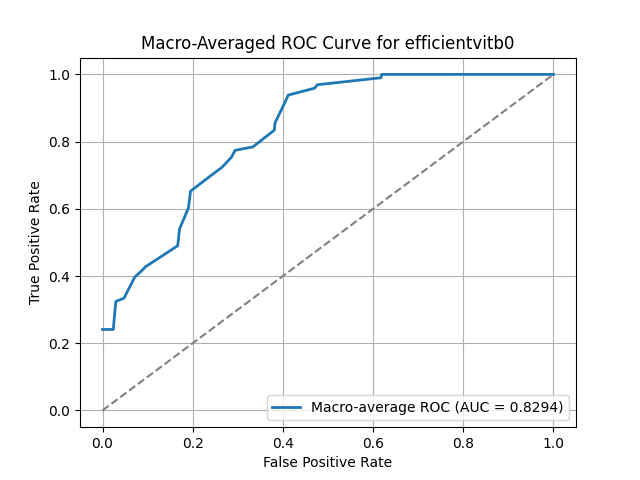 Macro-Averaged ROC Curve for efficientvitb0
1.0
0.8
0.6
0.4
0.2
0.0
True Positive Rate
Macro-average ROC (AUC = 0.8294)
0.0 0.2 0.4 0.6 0.8 1.0
False Positive Rate